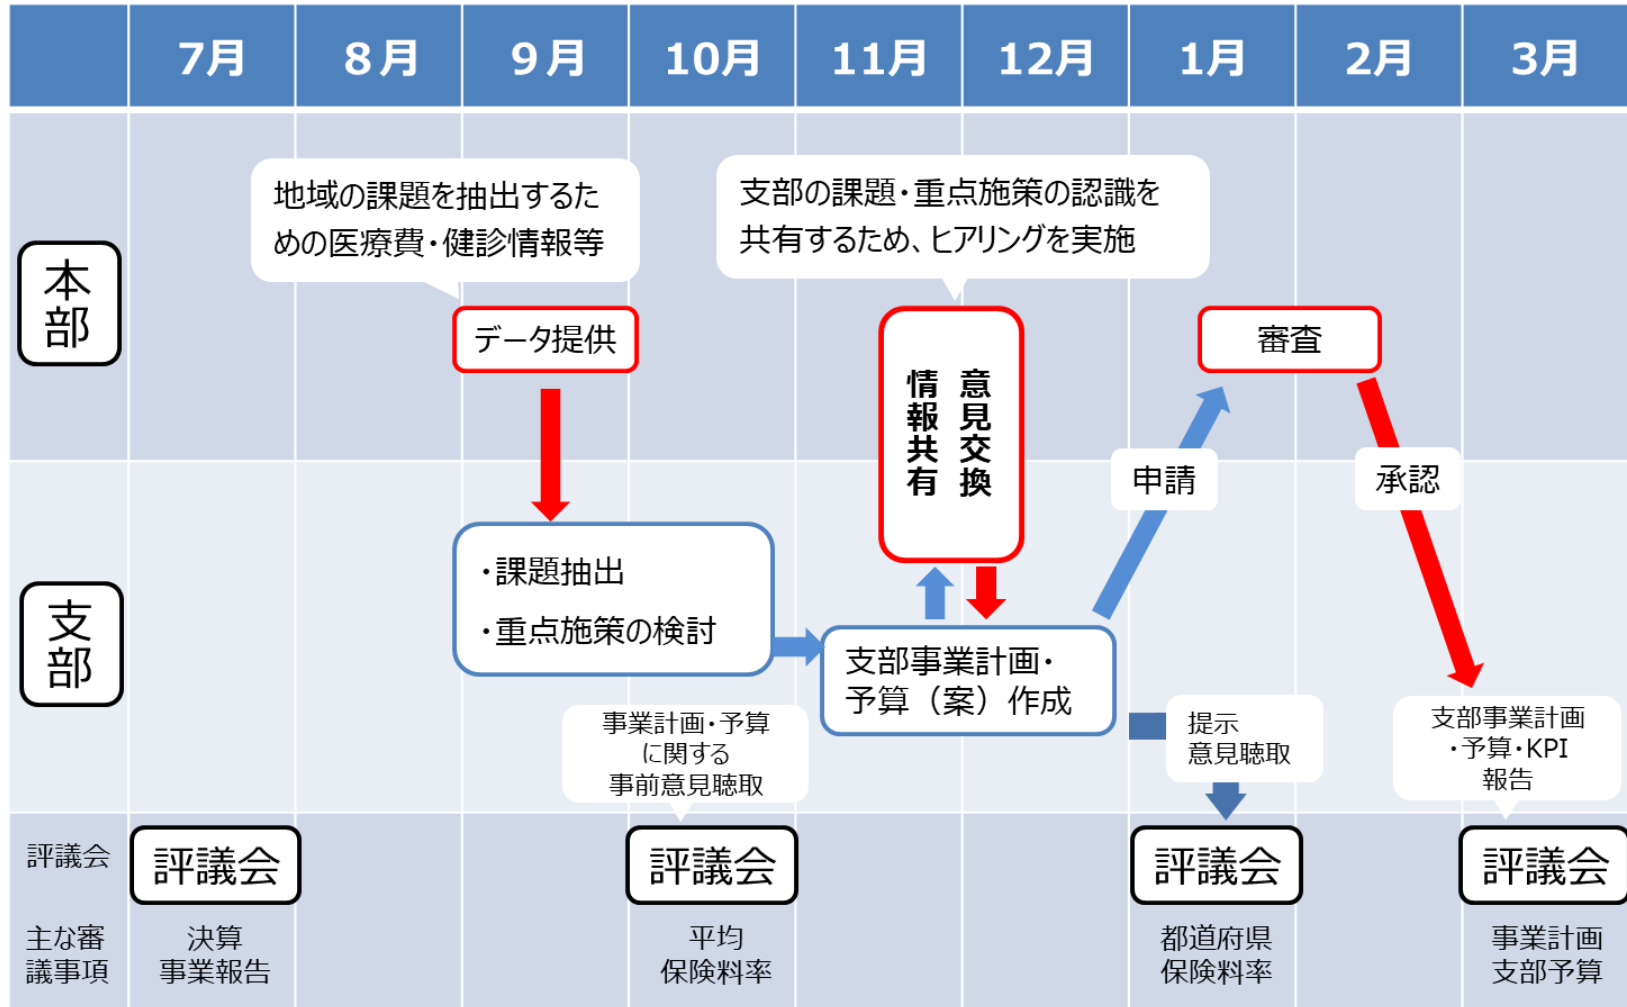 7月 8月 9月 10月 11月 12月 1月 2月 3月
地域の課題を抽出するた
めの医療費・健診情報等
支部の課題・重点施策の認識を
共有するため、ヒアリングを実施
本部
データ提供
意見交換
情報共有
審査
申請
承認
支部
・課題抽出
・重点施策の検討
支部事業計画・
予算（案）作成
事業計画・予算
に関する
事前意見聴取
提示
意見聴取
支部事業計画
・予算・KPI
報告
評議会
評議会
評議会
評議会
評議会
主な審
議事項
決算
事業報告
平均
保険料率
都道府県
保険料率
事業計画
支部予算